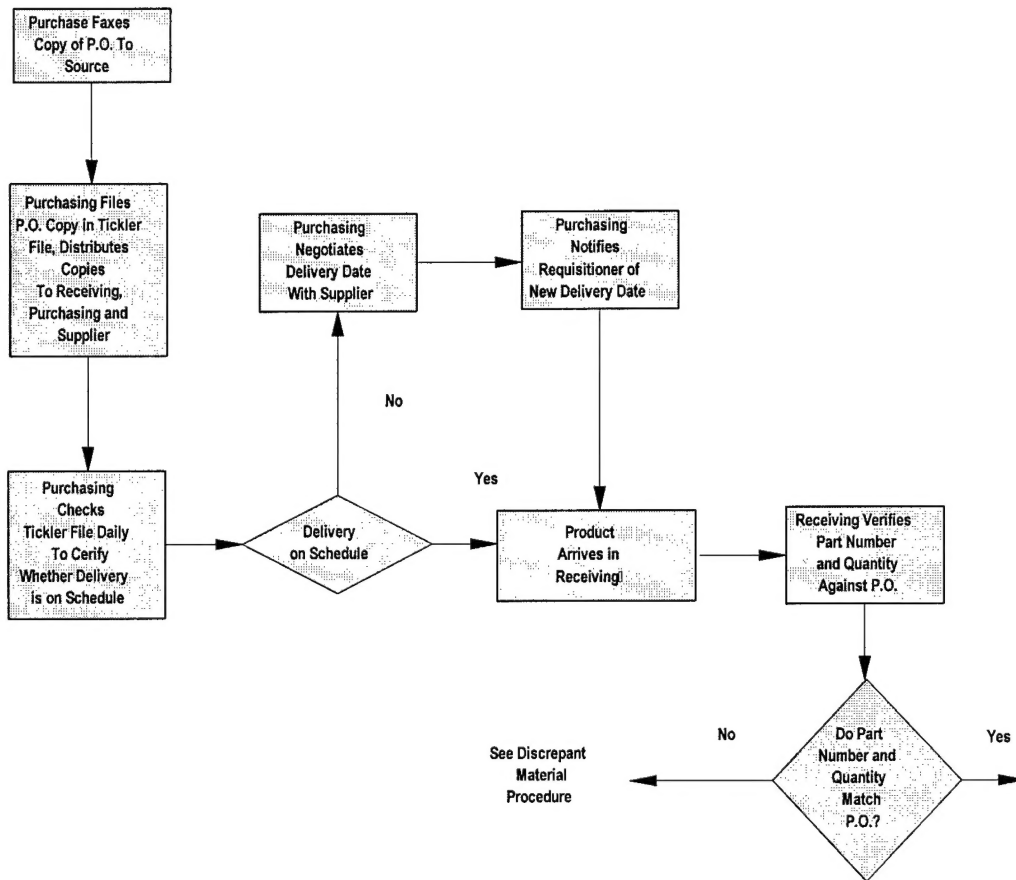 Purchase Faxes
Copy of P.O. To
Source
Purchasing Files
P.O. Copy in Tickler
File, Distributes
Copies
To Receiving,
Purchasing and
Supplier
Purchasing
Negotiates
Delivery Date
With Supplier
Purchasing
Notifies
Requisitioner of
New Delivery Date
No
Yes
Purchasing
Checks
Tickler File Daily
To Cerify
Whether Delivery
is on Schedule
Delivery
on Schedule
Product
Arrives in
Receiving
Receiving Verifies
Part Number
and Quantity
Against P.O.
No
Yes
See Discrepant
Material
Procedure
Do Part
Number and
Quantity
Match
P.O.?